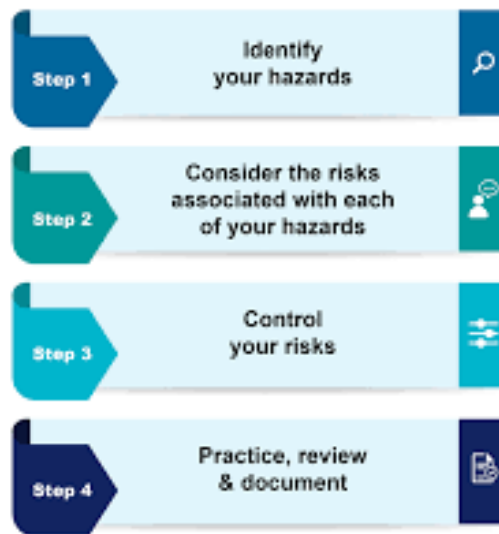 Step 1
Identify
your hazards
Step 2
Consider the risks
associated with each
of your hazards
Step 3
Control
your risks
Step 4
Practice, review
& document